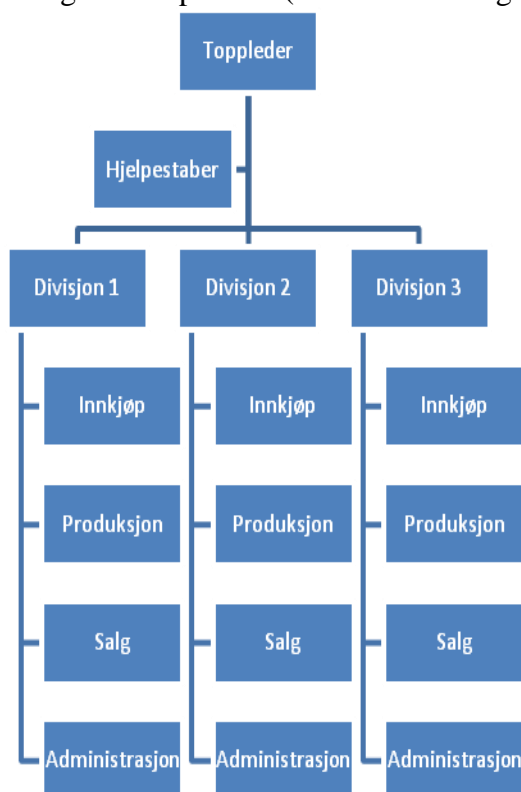 Toppleder
Hjelpestaber
Divisjon 1
Divisjon 2
Divisjon 3
Innkjøp
Innkjøp
Innkjøp
Produksjon
Produksjon
Produksjon
Salg
Salg
Salg
Administrasjon
Administrasjon
Administrasjon